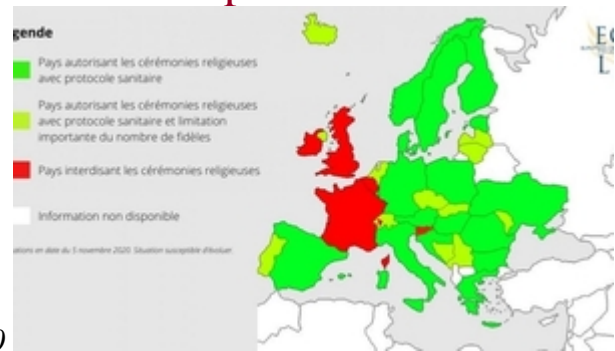 gende
Pays autorisant les cérémonies religieuses
avec protocole sanitaire
Pays autorisant les cérémonies religieuses
avec protocole sanitaire et limitation
importante du nombre de fidèles
Pays interdisant les cérémonies religieuses
Information non disponible
ations en date du 5 novembre 2020. Situation susceptible d'évoluer.
EC
L